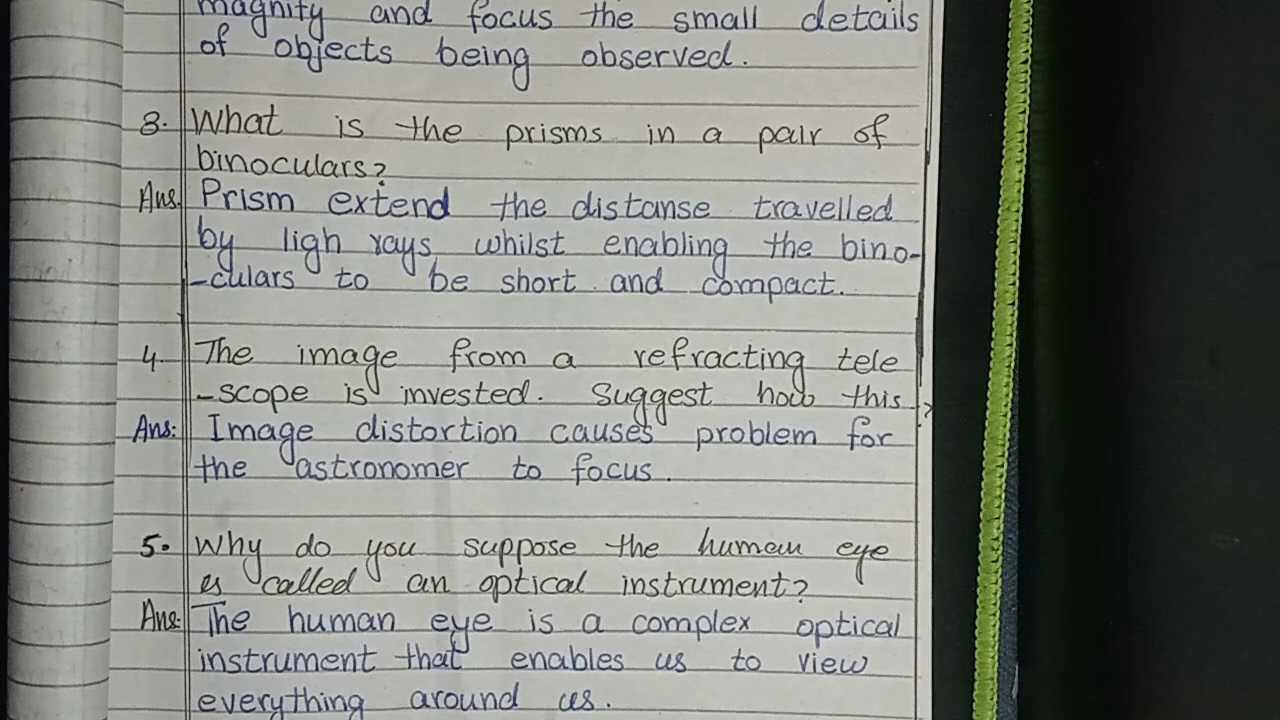 magnify and focus the small details
of objects being observed.
3. What is the prisms in a pair of
binoculars?
Ans. Prism extend the distanse travelled
by ligh rays whilst enabling the bino-
-culars to be short and compact.
4. The image from a refracting tele
-scope is invested. Suggest how this ?
Ans: Image distortion causes problem for
the astronomer to focus.
5. Why do you suppose the human eye
is called an optical instrument?
Ans: The human eye is a complex optical
instrument that enables us to view
everything around us.